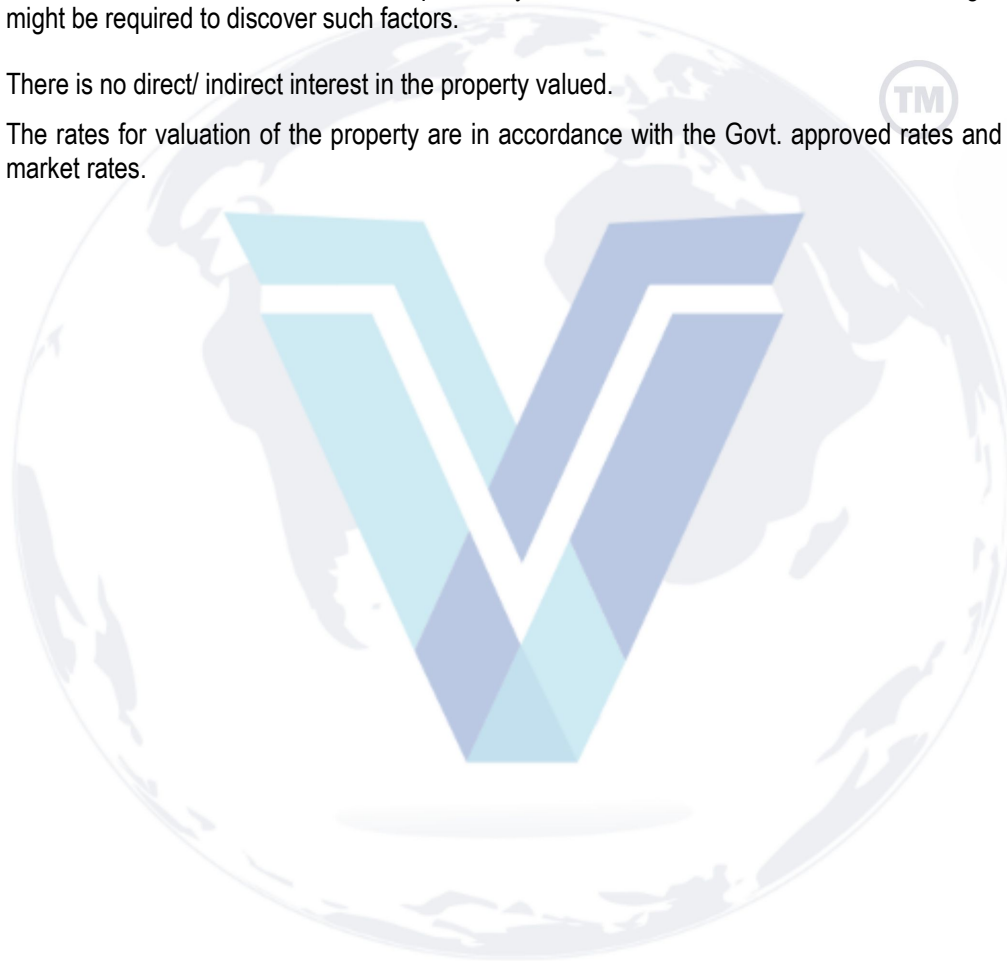 might be required to discover such factors.
There is no direct/ indirect interest in the property valued.
TM
The rates for valuation of the property are in accordance with the Govt. approved rates and
market rates.